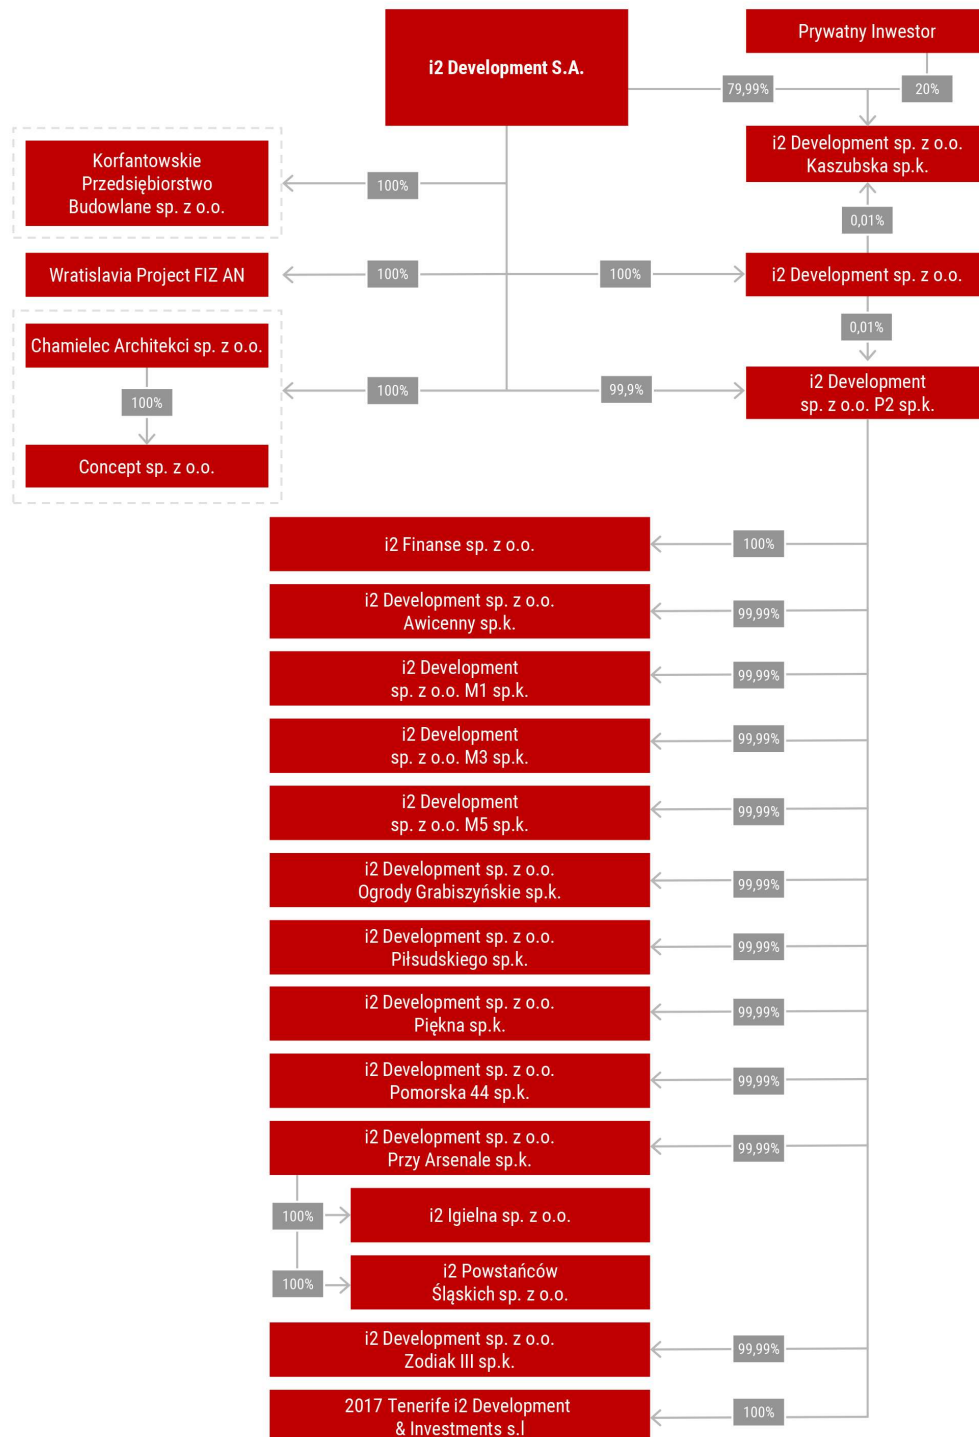 i2 Development S.A.
Prywatny Inwestor
79,99%
20%
i2 Development sp. z o.o.
Kaszubska sp.k.
Korfantowskie
Przedsiębiorstwo
Budowlane sp. z o.o.
100%
0,01%
Wratislavia Project FIZ AN
100%
100%
i2 Development sp. z o.o.
0,01%
Chamielec Architekci sp. z o.o.
100%
100%
99,9%
i2 Development
sp. z o.o. P2 sp.k.
Concept sp. z o.o.
i2 Finanse sp. z o.o.
100%
i2 Development sp. z o.o.
Awicenny sp.k.
99,99%
i2 Development
sp. z o.o. M1 sp.k.
99,99%
i2 Development
sp. z o.o. M3 sp.k.
99,99%
i2 Development
sp. z o.o. M5 sp.k.
99,99%
i2 Development sp. z o.o.
Ogrody Grabiszyńskie sp.k.
99,99%
i2 Development sp. z o.o.
Piłsudskiego sp.k.
99,99%
i2 Development sp. z o.o.
Piękna sp.k.
99,99%
i2 Development sp. z o.o.
Pomorska 44 sp.k.
99,99%
i2 Development sp. z o.o.
Przy Arsenale sp.k.
99,99%
100%
i2 Igielna sp. z o.o.
100%
i2 Powstańców
Śląskich sp. z o.o.
i2 Development sp. z o.o.
Zodiak III sp.k.
99,99%
2017 Tenerife i2 Development
& Investments s.l
100%